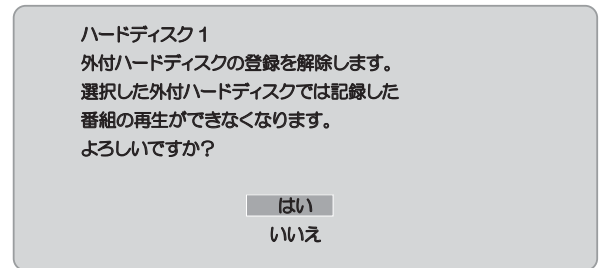 ハードディスク 1
外付ハードディスクの登録を解除します。
選択した外付ハードディスクでは記録した
番組の再生ができなくなります。
よろしいですか？
はい
いいえ